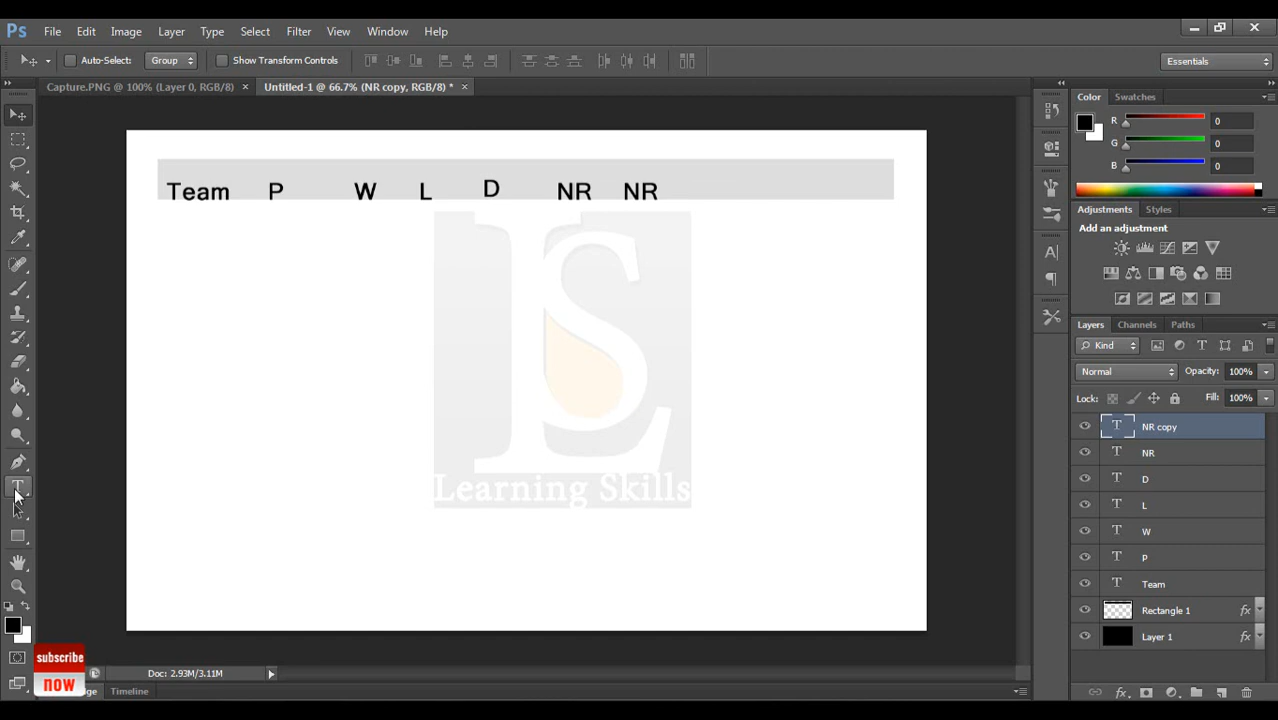 Ps File Edit Image Layer Type Select Filter View Window Help
Auto-Select: Group Show Transform Controls Essentials
Capture.PNG @ 100% (Layer 0, RGB/8) × Untitled-1 @ 66.7% (NR copy, RGB/8) * ×
Color Swatches
R 0
G 0
B 0
Team P W L D NR NR
Adjustments Styles
Add an adjustment
Layers Channels Paths
Kind
Normal Opacity: 100%
Lock: Fill: 100%
NR copy
NR
D
L
W
P
Team
Rectangle 1 fx
Layer 1 fx
LS
Learning Skills
subscribe
now
Doc: 2.93M/3.11M
Timeline